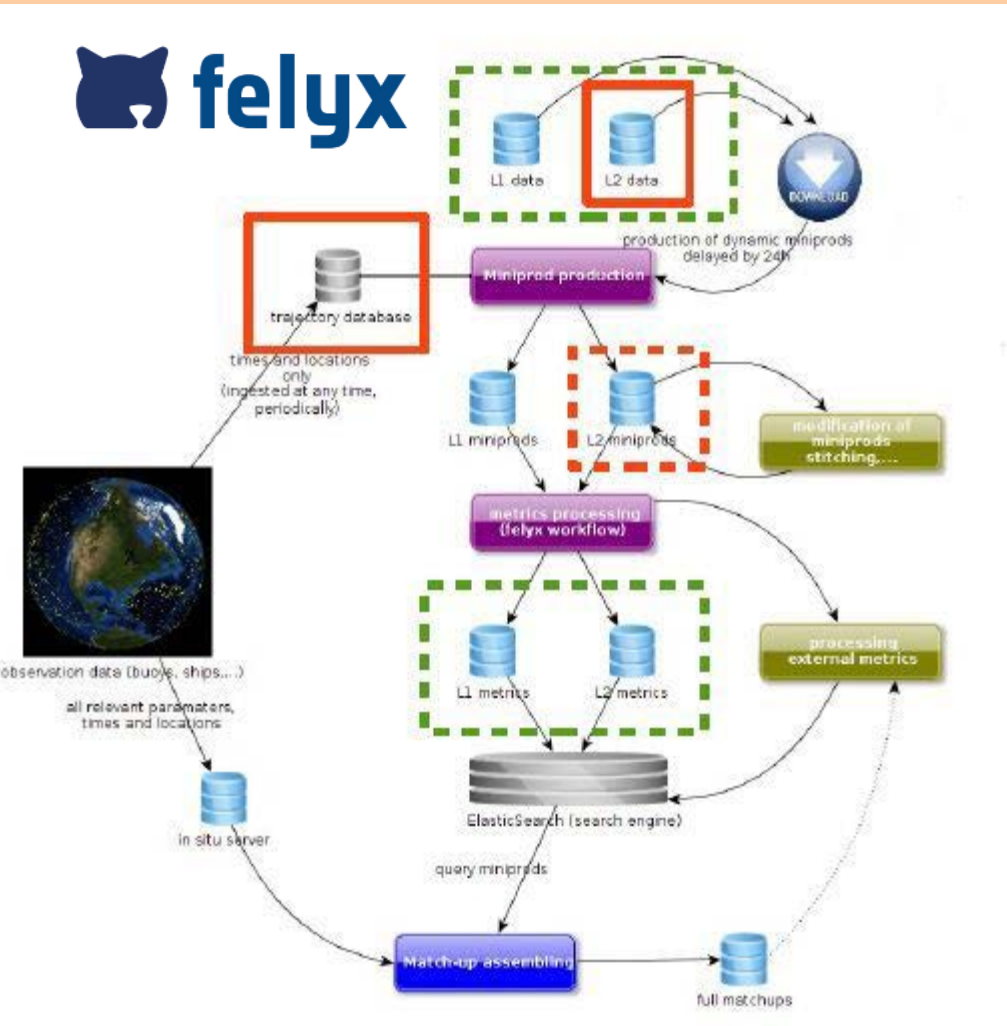 felyx
L1 data
L2 data
DOWNLOAD
production of dynamic miniprods
delayed by 24h
Miniprod production
trajectory database
times and locations
only
(ingested at any time,
periodically)
L1 miniprods
L2 miniprods
modification of
miniprods
stitching,...
metrics processing
(felyx workflow)
L1 metrics
L2 metrics
processing
external metrics
observation data (buoys, ships,...)
all relevant paramaters,
times and locations
ElasticSearch (search engine)
in situ server
query miniprods
Match-up assembling
full matchups